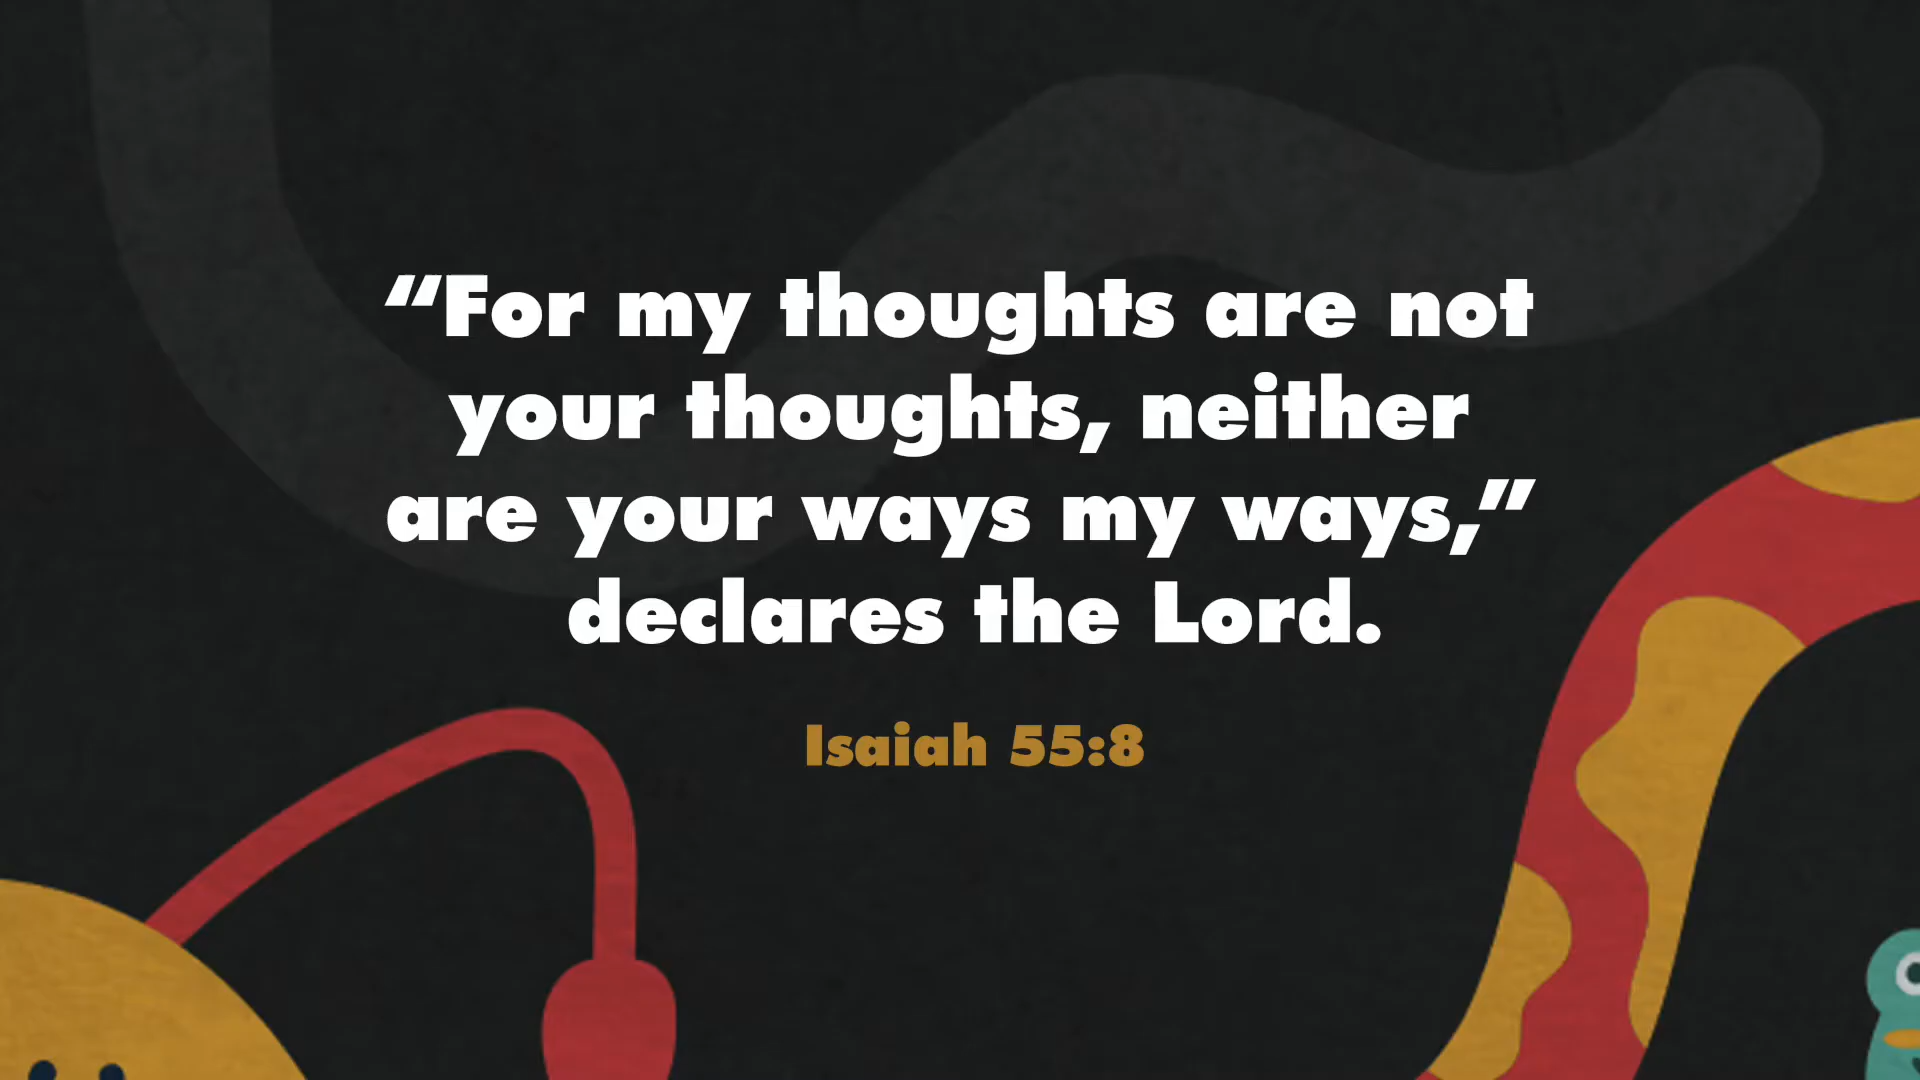 “For my thoughts are not
your thoughts, neither
are your ways my ways,”
declares the Lord.
Isaiah 55:8